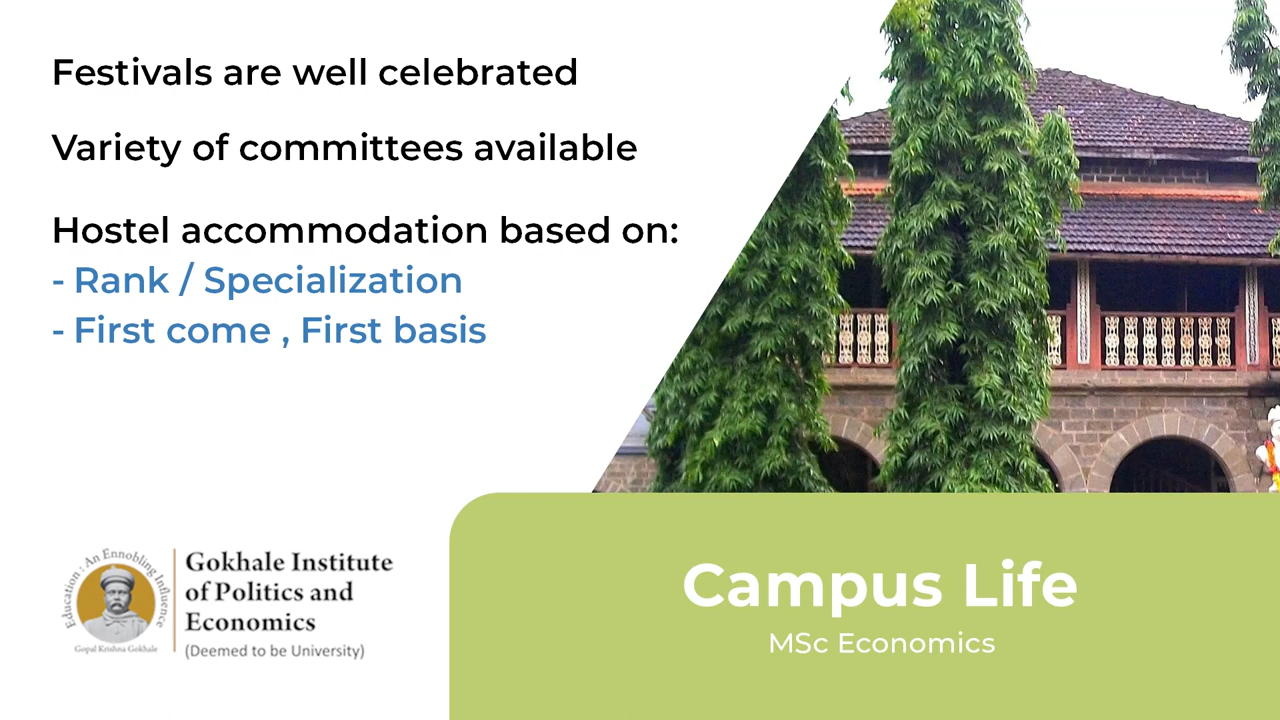 Festivals are well celebrated
Variety of committees available
Hostel accommodation based on:
- Rank / Specialization
- First come , First basis
Education : An Ennobling Influence
Gopal Krishna Gokhale
Gokhale Institute
of Politics and
Economics
(Deemed to be University)
Campus Life
MSc Economics